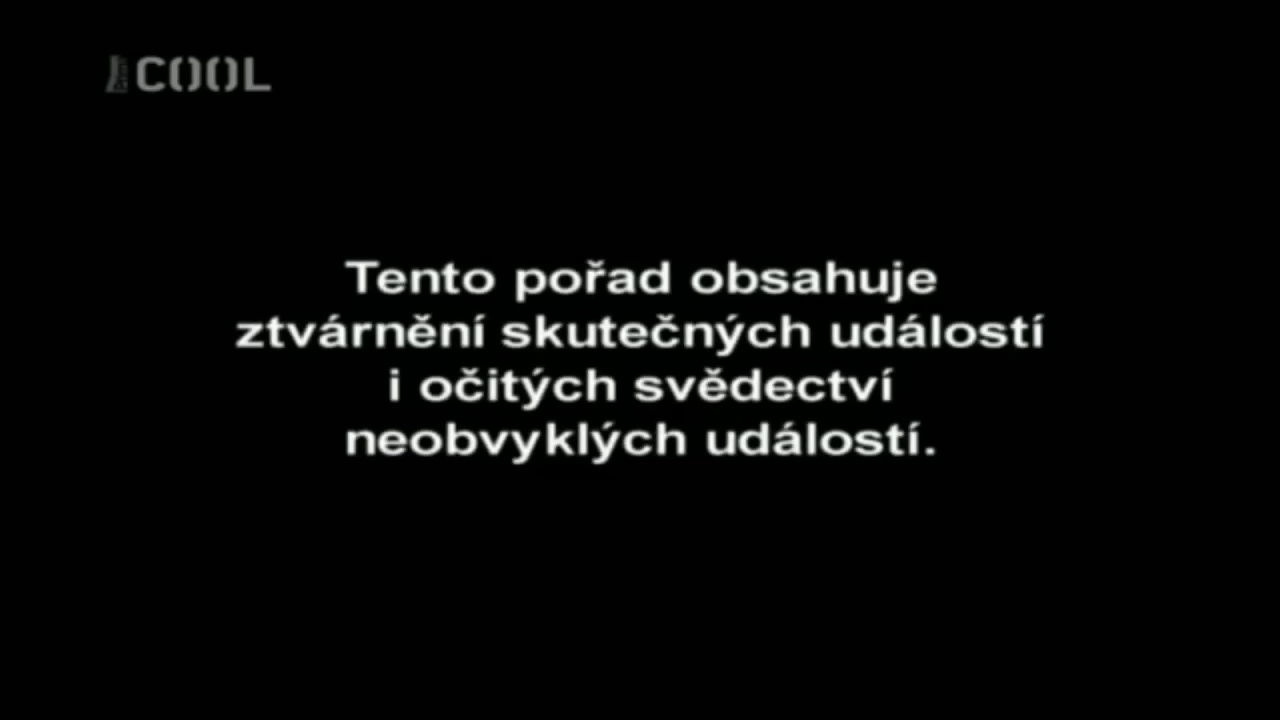 COOL
Tento pořad obsahuje
ztvárnění skutečných událostí
i očitých svědectví
neobvyklých událostí.